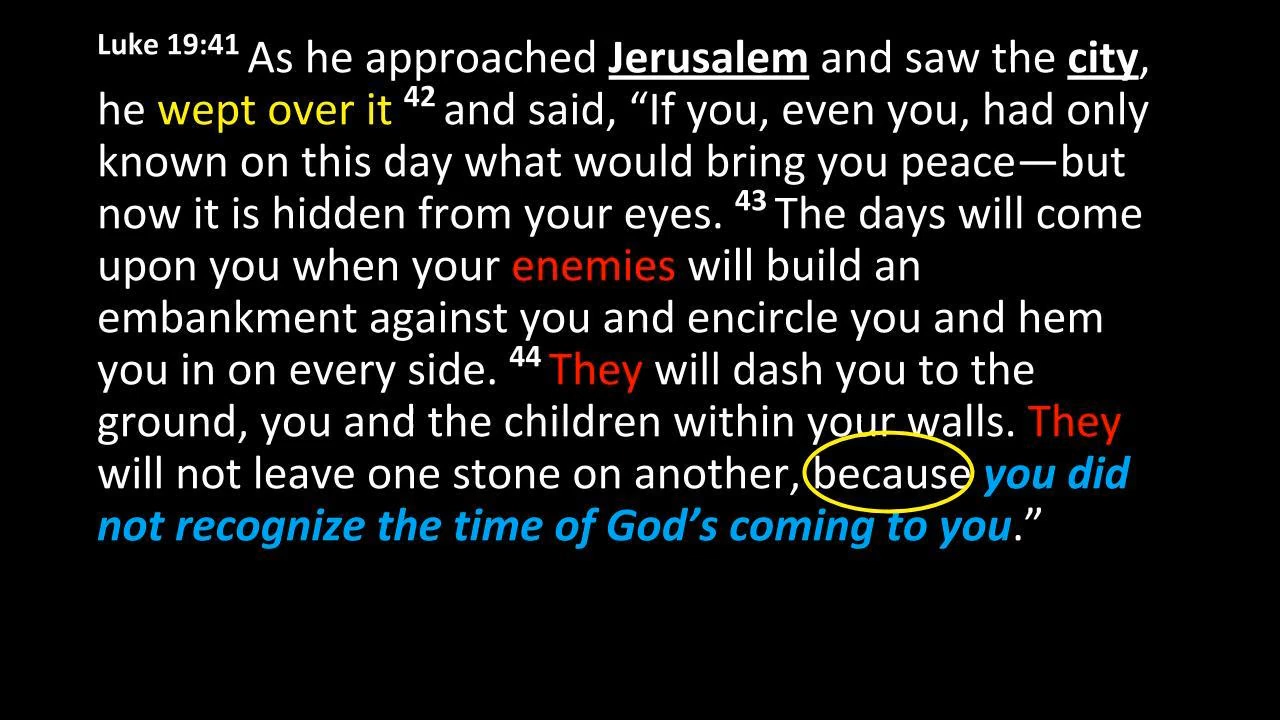 Luke 19:41 As he approached Jerusalem and saw the city,
he wept over it 42 and said, “If you, even you, had only
known on this day what would bring you peace—but
now it is hidden from your eyes. 43 The days will come
upon you when your enemies will build an
embankment against you and encircle you and hem
you in on every side. 44 They will dash you to the
ground, you and the children within your walls. They
will not leave one stone on another, because you did
not recognize the time of God’s coming to you.”